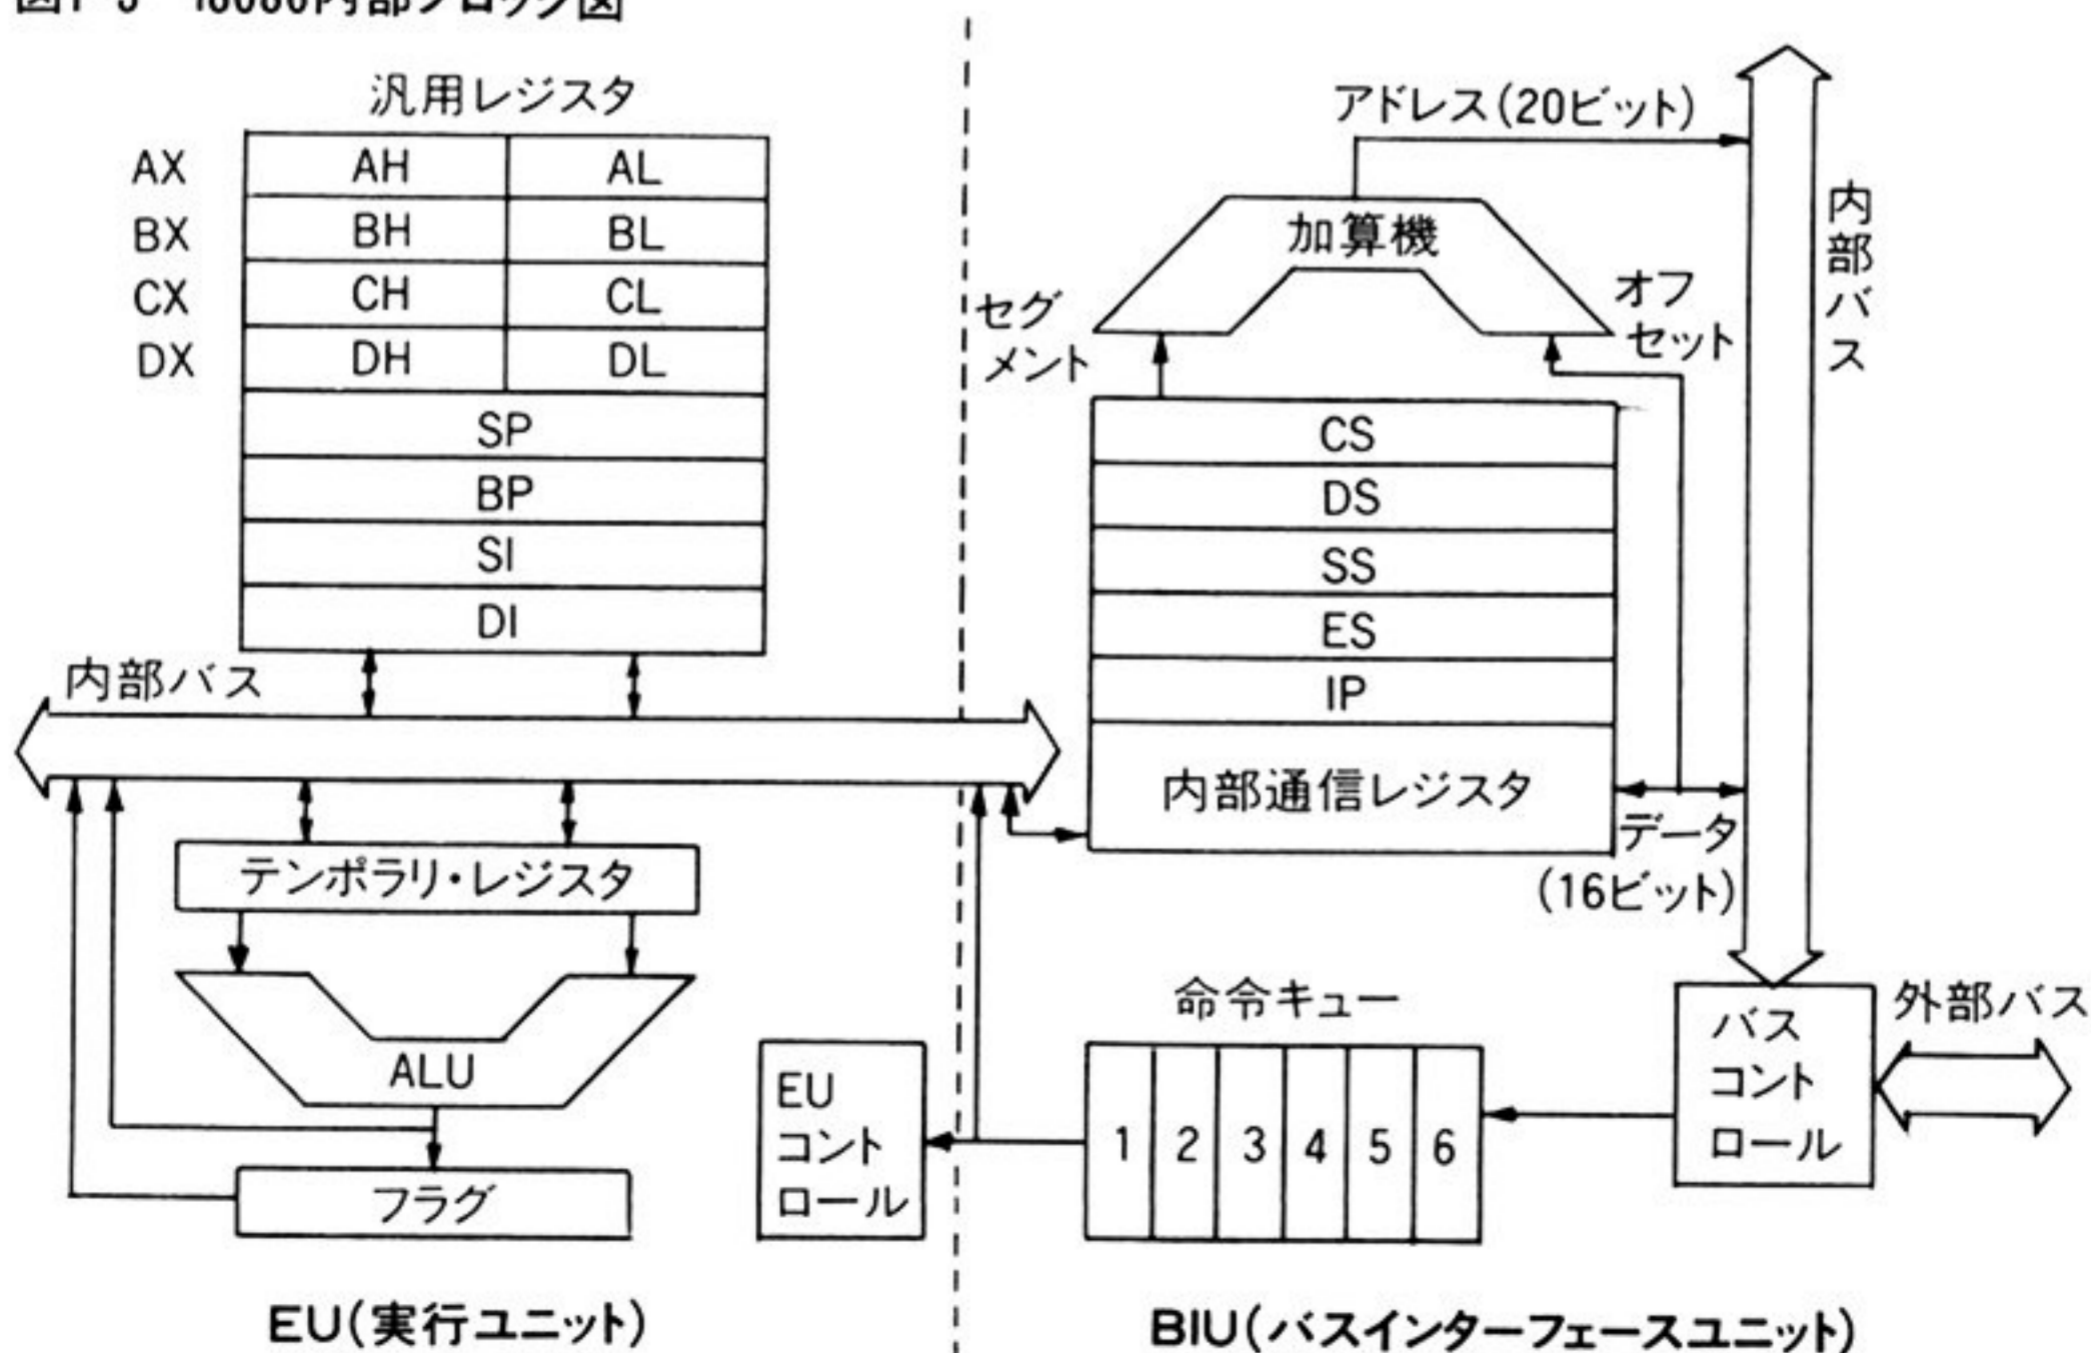 内部ブロック図
汎用レジスタ
AX AH AL
BX BH BL
CX CH CL
DX DH DL
SP
BP
SI
DI
内部バス
テンポラリ・レジスタ
ALU
フラグ
EU
コント
ロール
EU(実行ユニット)
アドレス(20ビット)
加算機
セグ
メント
オフ
セット
内部バス
CS
DS
SS
ES
IP
内部通信レジスタ
データ
(16ビット)
命令キュー
1 2 3 4 5 6
バス
コント
ロール
外部バス
BIU(バスインターフェースユニット)